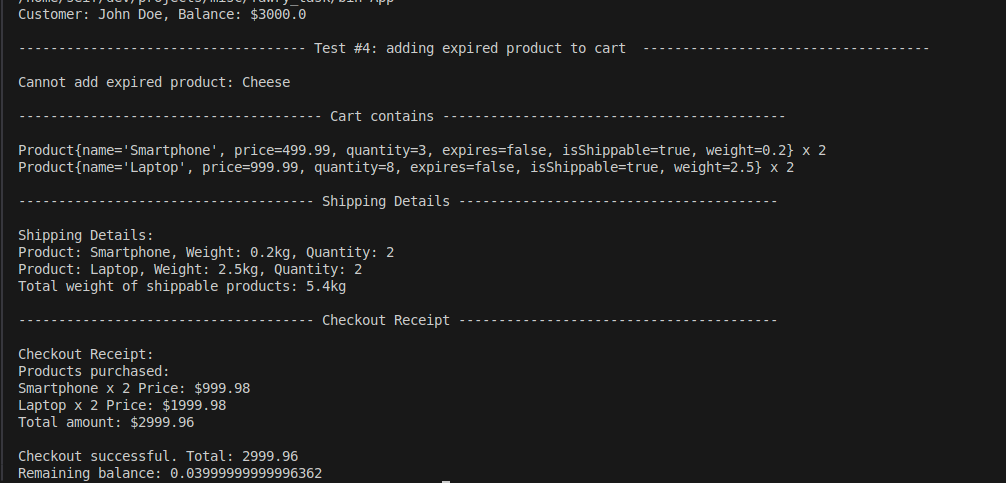 Customer: John Doe, Balance: $3000.0
------------------------------------ Test #4: adding expired product to cart  ------------------------------------
Cannot add expired product: Cheese
-------------------------------------- Cart contains -------------------------------------------
Product{name='Smartphone', price=499.99, quantity=3, expires=false, isShippable=true, weight=0.2} x 2
Product{name='Laptop', price=999.99, quantity=8, expires=false, isShippable=true, weight=2.5} x 2
------------------------------------- Shipping Details ----------------------------------------
Shipping Details:
Product: Smartphone, Weight: 0.2kg, Quantity: 2
Product: Laptop, Weight: 2.5kg, Quantity: 2
Total weight of shippable products: 5.4kg
------------------------------------- Checkout Receipt ----------------------------------------
Checkout Receipt:
Products purchased:
Smartphone x 2 Price: $999.98
Laptop x 2 Price: $1999.98
Total amount: $2999.96
Checkout successful. Total: 2999.96
Remaining balance: 0.03999999999996362